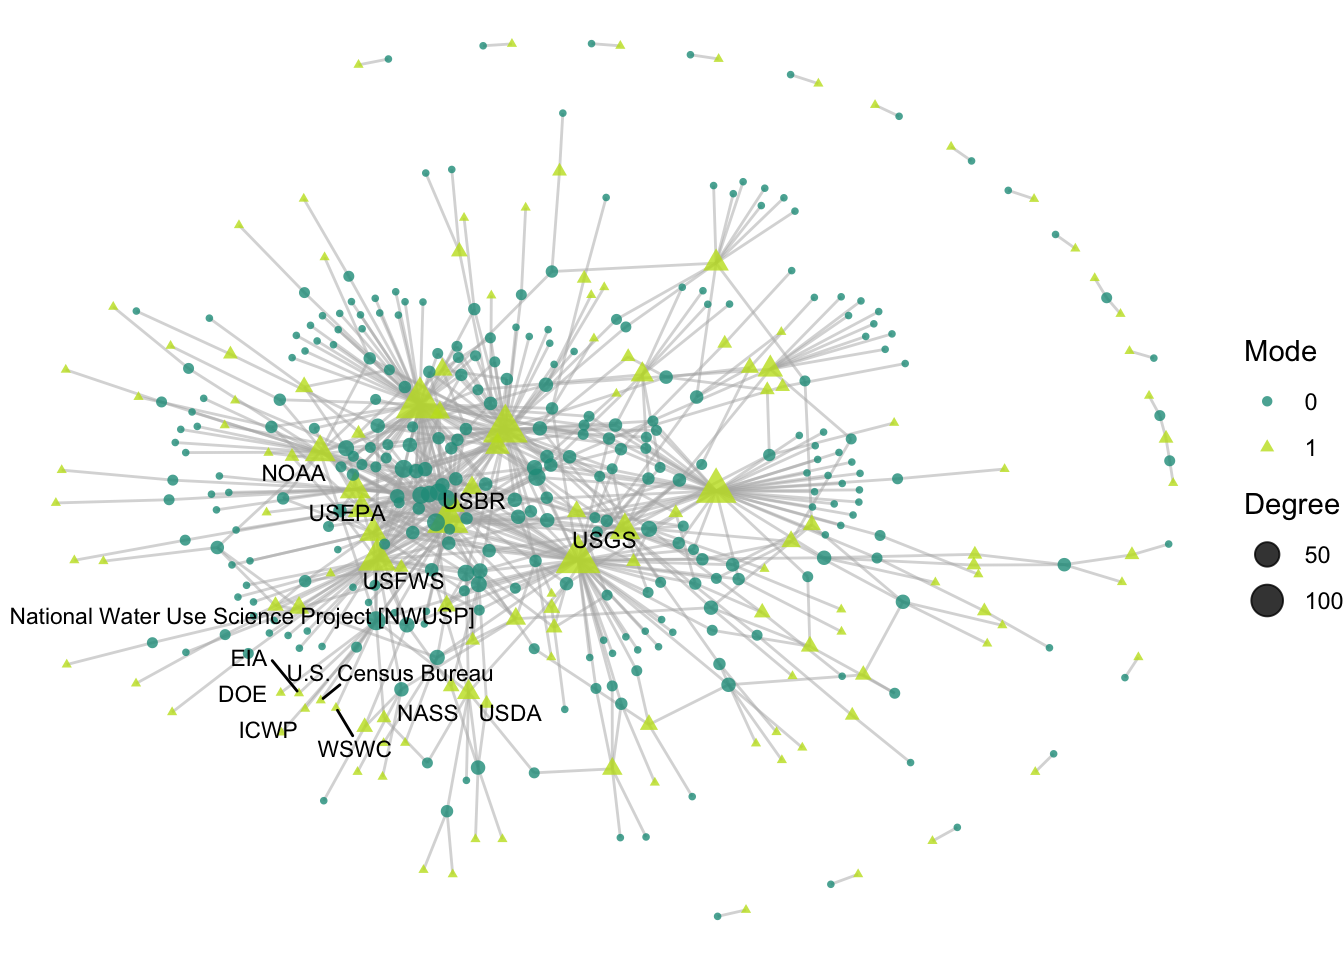 Mode
0
1
Degree
50
100
NOAA
USBR
USEPA
USGS
USFWS
National Water Use Science Project [NWUSP]
EIA
U.S. Census Bureau
DOE
NASS
USDA
ICWP
WSWC